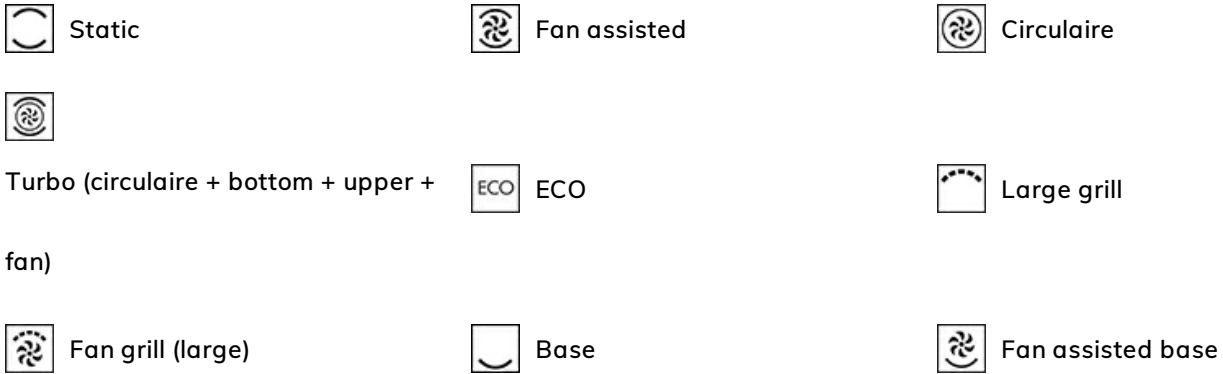 Static
Fan assisted
Circulaire
Turbo (circulaire + bottom + upper +
fan)
ECO
ECO
Large grill
Fan grill (large)
Base
Fan assisted base